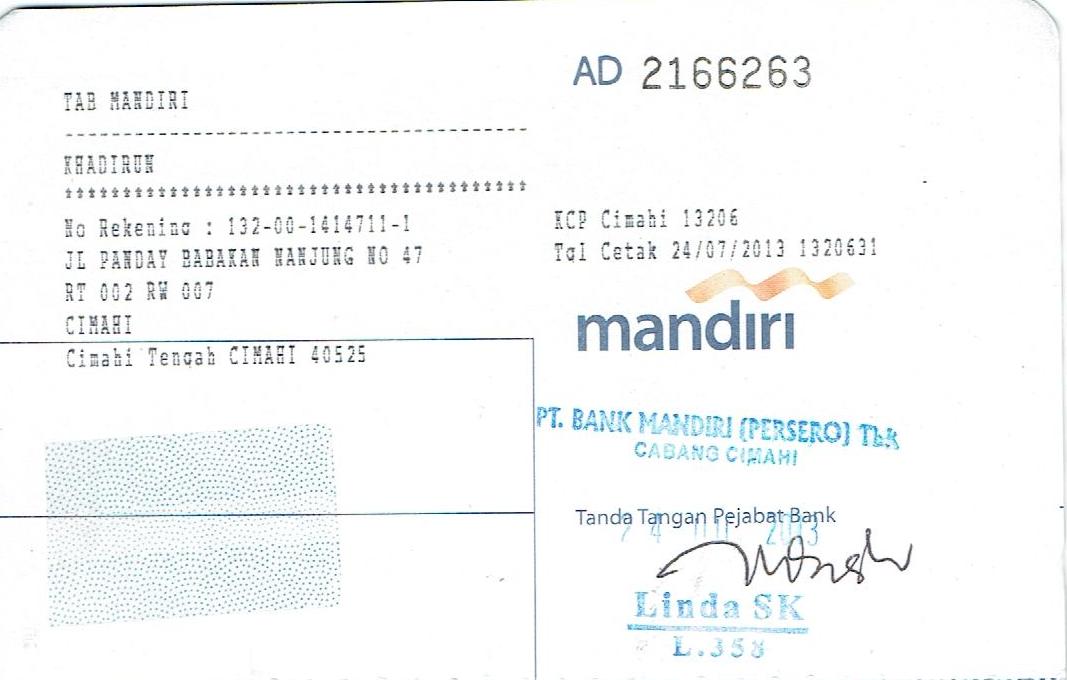 AD 2166263
TAB MANDIRI
----------------------------------------
KHADIRUN
****************************************
No Rekening : 132-00-1414711-1
JL PANDAY BABAKAN NANJUNG NO 47
RT 002 RW 007
CIMAHI
Cimahi Tengah CIMAHI 40525
KCP Cimahi 13206
Tgl Cetak 24/07/2013 1320631
mandiri
PT. BANK MANDIRI (PERSERO) Tbk
CABANG CIMAHI
Tanda Tangan Pejabat Bank
24 2013
Linda SK
L.358